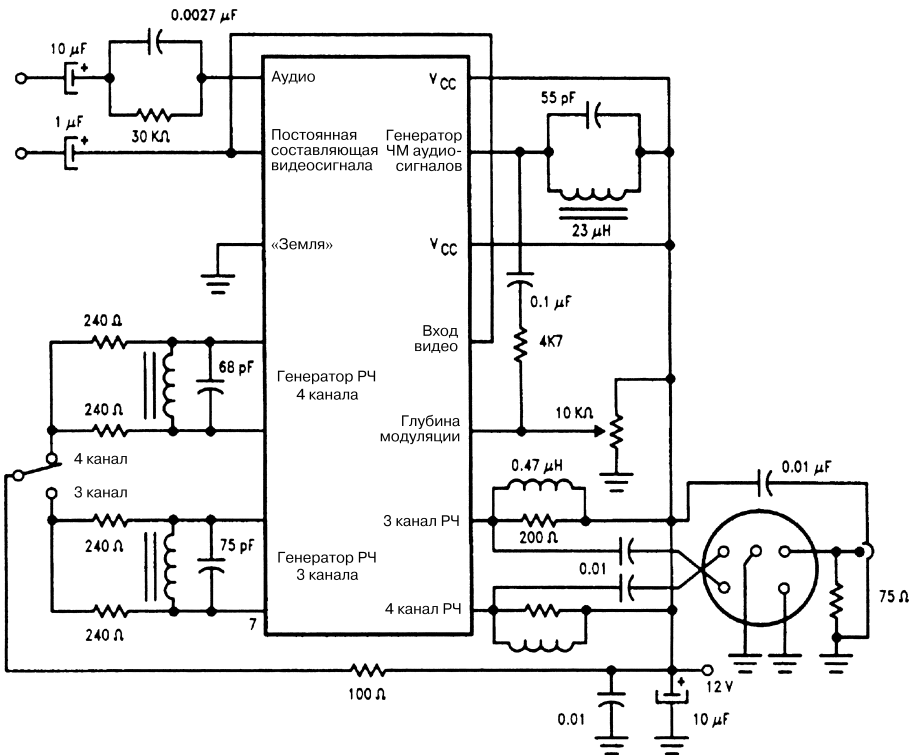 0.0027 µF
10 µF
+
30 KΩ
1 µF
+
Аудио
V CC
Постоянная
составляющая
видеосигнала
Генератор
ЧМ аудио-
сигналов
55 pF
23 µH
«Земля»
V CC
0.1 µF
4K7
240 Ω
68 pF
Вход
видео
Генератор РЧ
4 канала
240 Ω
Глубина
модуляции
10 KΩ
4 канал
3 канал
0.47 µH
0.01 µF
3 канал РЧ
200 Ω
240 Ω
75 pF
Генератор РЧ
3 канала
0.01
4 канал РЧ
75 Ω
240 Ω
7
100 Ω
12 V
+
0.01
10 µF